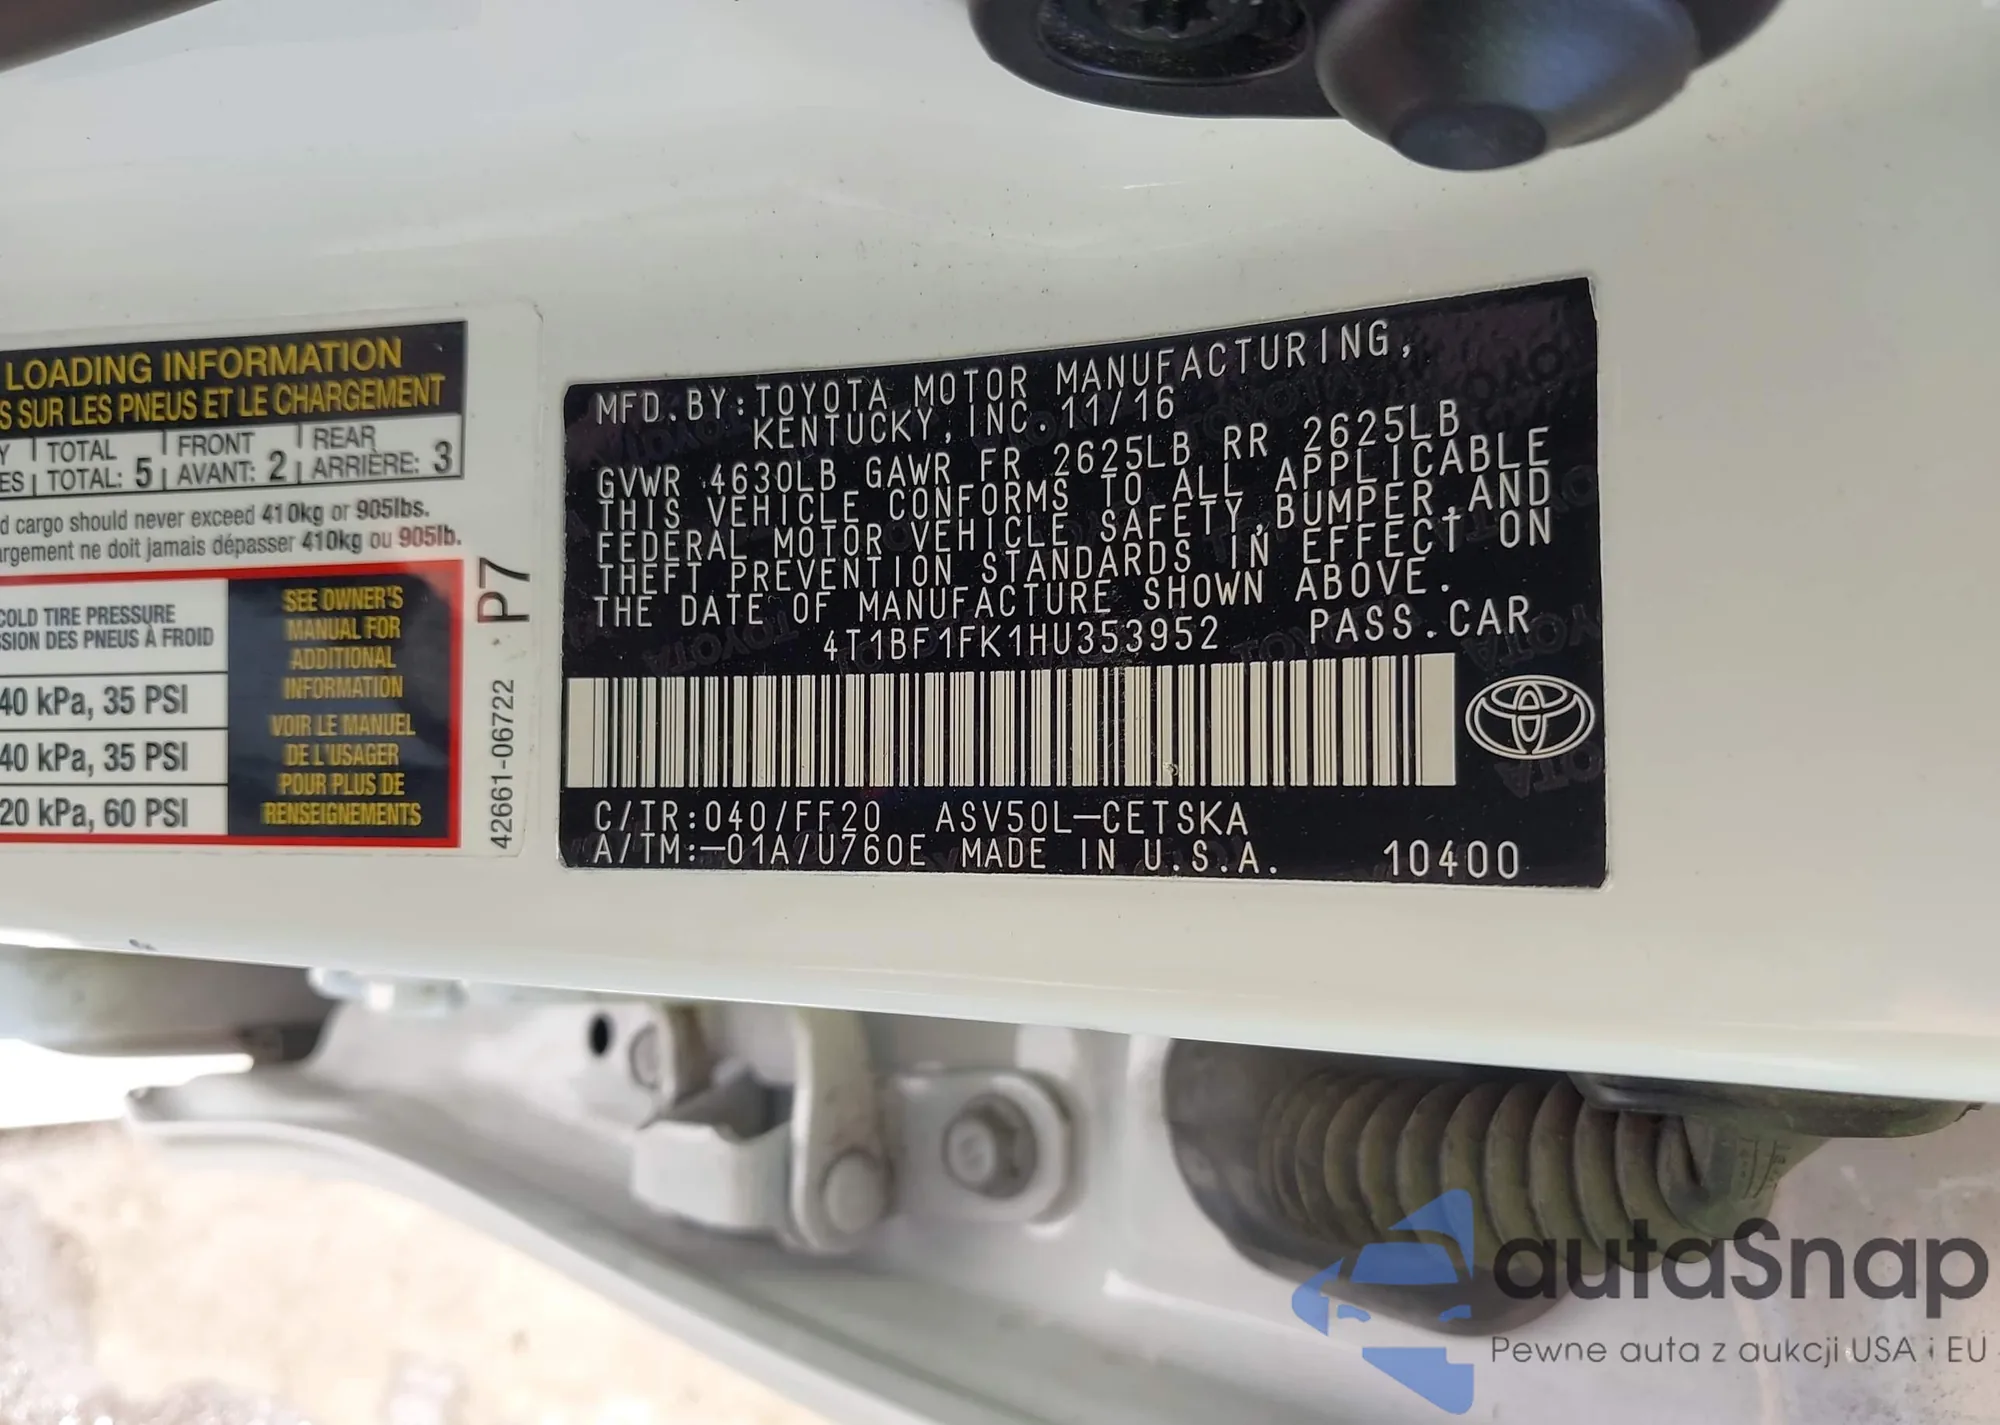 LOADING INFORMATION
S SUR LES PNEUS ET LE CHARGEMENT
Y TOTAL FRONT REAR
ES TOTAL: 5 AVANT: 2 ARRIÈRE: 3
d cargo should never exceed 410kg or 905lbs.
argement ne doit jamais dépasser 410kg ou 905lb.
COLD TIRE PRESSURE
SION DES PNEUS À FROID
40 kPa, 35 PSI
40 kPa, 35 PSI
20 kPa, 60 PSI
SEE OWNER'S
MANUAL FOR
ADDITIONAL
INFORMATION
VOIR LE MANUEL
DE L'USAGER
POUR PLUS DE
RENSEIGNEMENTS
P7
42661-06722
MFD.BY:TOYOTA MOTOR MANUFACTURING,
KENTUCKY,INC.11/16
GVWR 4630LB GAWR FR 2625LB RR 2625LB
THIS VEHICLE CONFORMS TO ALL APPLICABLE
FEDERAL MOTOR VEHICLE SAFETY,BUMPER,AND
THEFT PREVENTION STANDARDS IN EFFECT ON
THE DATE OF MANUFACTURE SHOWN ABOVE.
4T1BF1FK1HU353952 PASS.CAR
C/TR:040/FF20 ASV50L-CETSKA
A/TM:-01A/U760E MADE IN U.S.A. 10400
autaSnap
Pewne auta z aukcji USA i EU